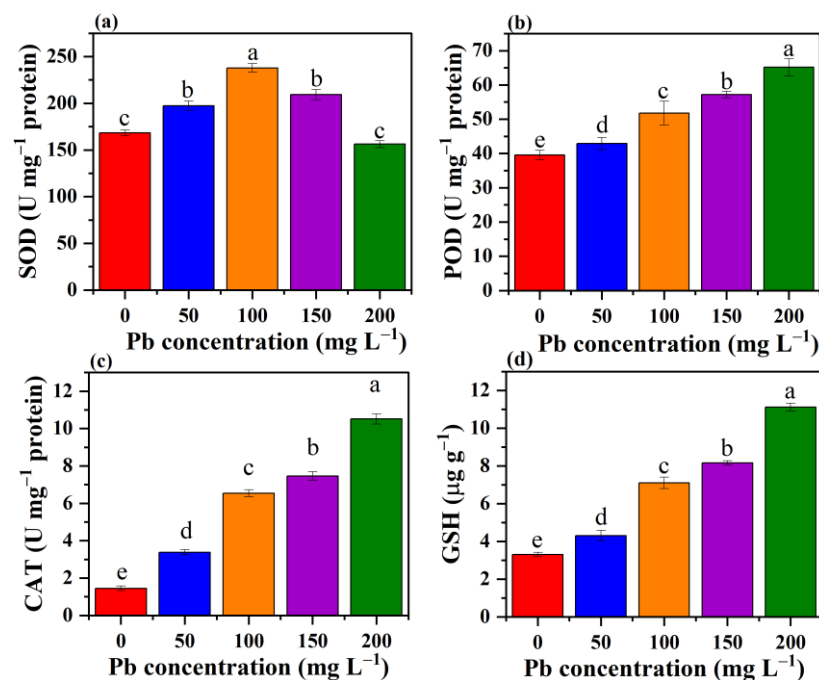 (a)
SOD (U mg⁻¹ protein)
250
200
150
100
50
0
c
b
a
b
c
0 50 100 150 200
Pb concentration (mg L⁻¹)
(b)
POD (U mg⁻¹ protein)
70
60
50
40
30
20
10
0
e
d
c
b
a
0 50 100 150 200
Pb concentration (mg L⁻¹)
(c)
CAT (U mg⁻¹ protein)
12
10
8
6
4
2
0
e
d
c
b
a
0 50 100 150 200
Pb concentration (mg L⁻¹)
(d)
GSH (μg g⁻¹)
12
10
8
6
4
2
0
e
d
c
b
a
0 50 100 150 200
Pb concentration (mg L⁻¹)